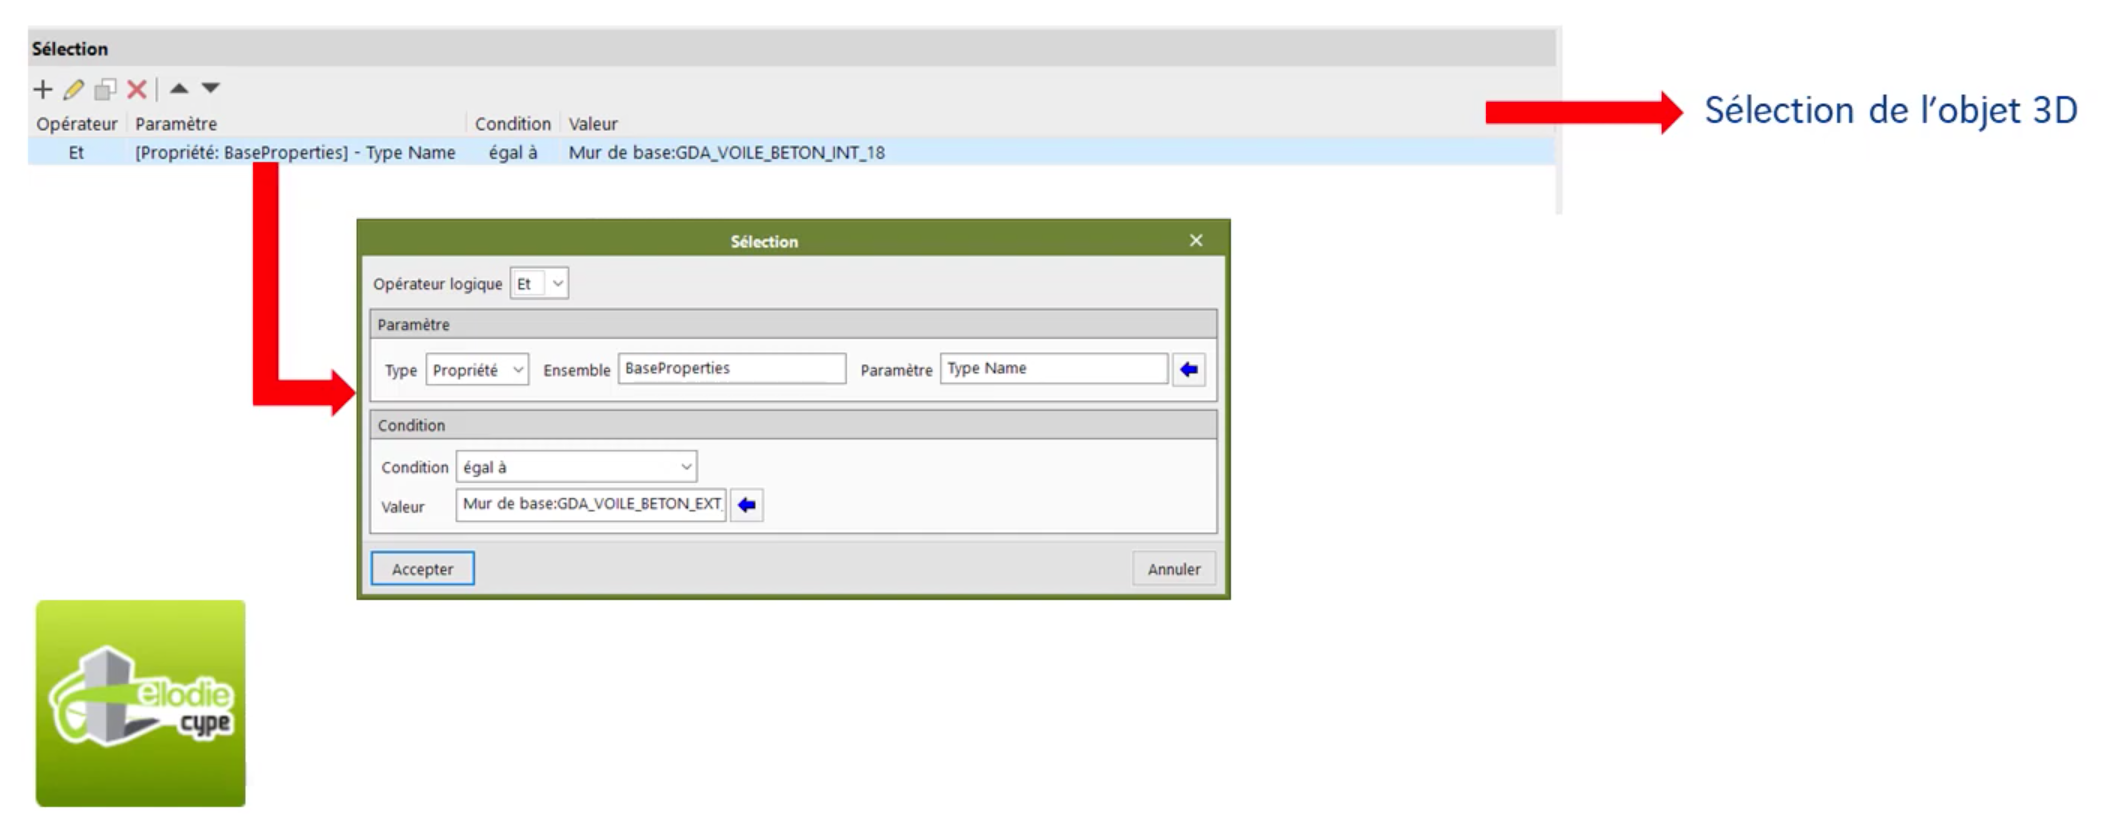 Sélection
Opérateur Paramètre Condition Valeur
Et [Propriété: BaseProperties] - Type Name égal à Mur de base:GDA_VOILE_BETON_INT_18
Sélection de l'objet 3D
Sélection
Opérateur logique Et
Paramètre
Type Propriété Ensemble BaseProperties Paramètre Type Name
Condition
Condition égal à
Valeur Mur de base:GDA_VOILE_BETON_EXT_
Accepter Annuler
elodie
cype